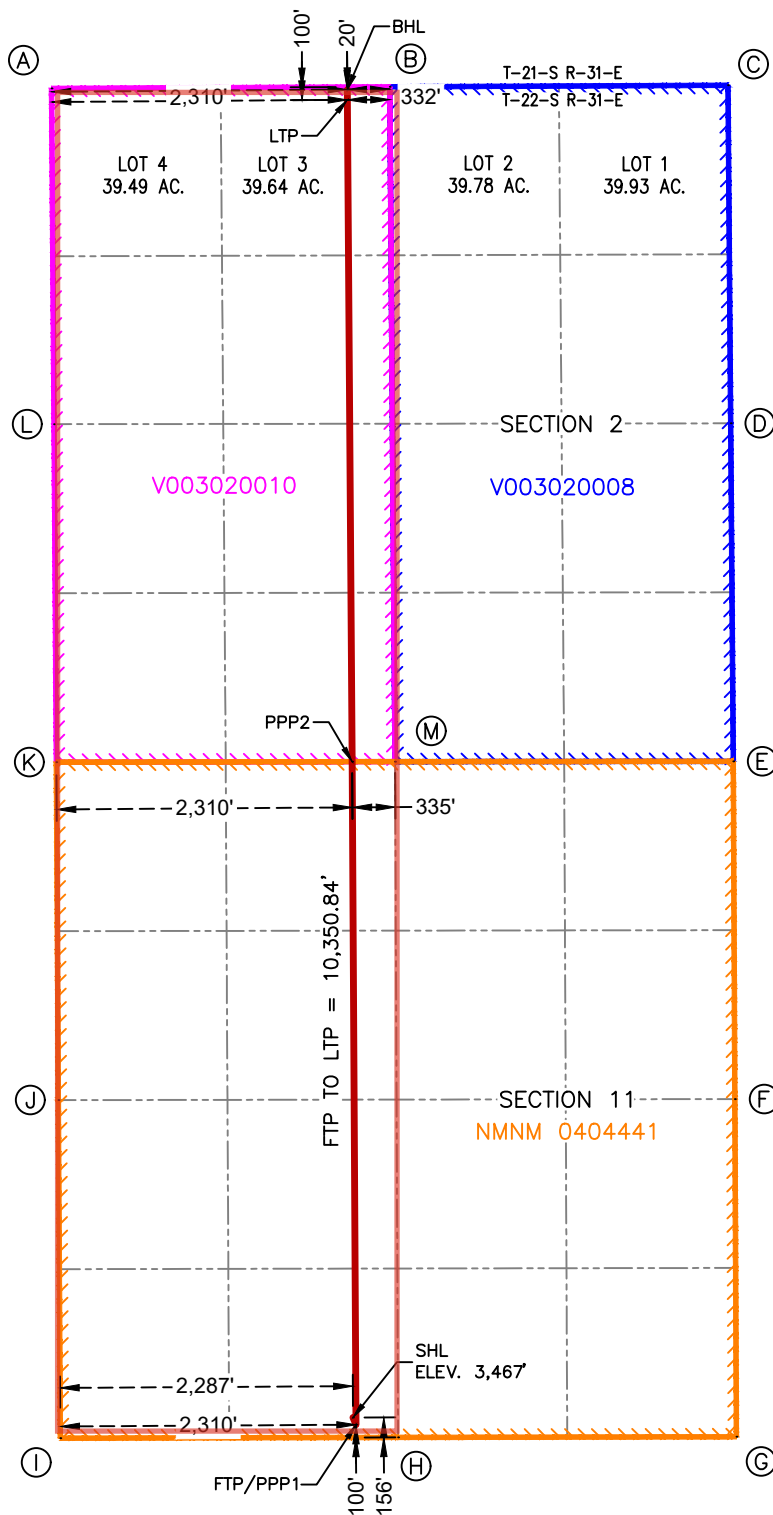 100'
20'
BHL
A
B
C
T-21-S R-31-E
T-22-S R-31-E
2,310'
332'
LTP
LOT 4
39.49 AC.
LOT 3
39.64 AC.
LOT 2
39.78 AC.
LOT 1
39.93 AC.
L
SECTION 2
D
V003020010
V003020008
PPP2
M
K
E
2,310'
335'
FTP TO LTP = 10,350.84'
J
SECTION 11
F
NMNM 0404441
SHL
ELEV. 3,467'
2,287'
2,310'
I
H
G
FTP/PPP1
100'
156'